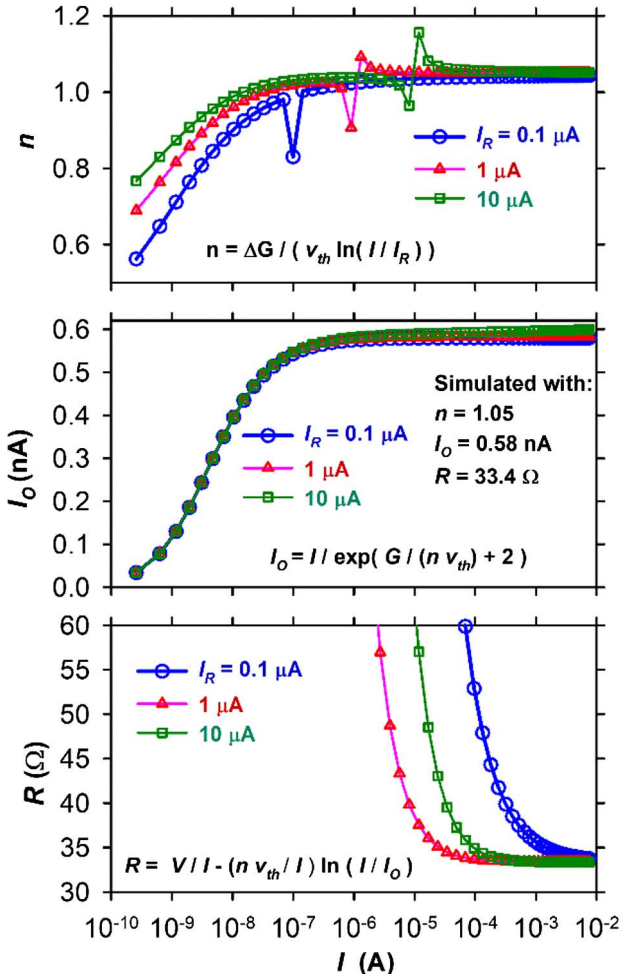 1.2
1.0
0.8
0.6
n
I_R = 0.1 μA
1 μA
10 μA
n = ΔG / ( v_th ln( I / I_R ) )
0.6
0.5
0.4
0.3
0.2
0.1
0.0
I_O (nA)
Simulated with:
n = 1.05
I_O = 0.58 nA
R = 33.4 Ω
I_R = 0.1 μA
1 μA
10 μA
I_O = I / exp( G / (n v_th) + 2 )
60
55
50
45
40
35
30
R (Ω)
I_R = 0.1 μA
1 μA
10 μA
R = V / I - (n v_th / I ) ln ( I / I_O )
10⁻¹⁰ 10⁻⁹ 10⁻⁸ 10⁻⁷ 10⁻⁶ 10⁻⁵ 10⁻⁴ 10⁻³ 10⁻²
I (A)